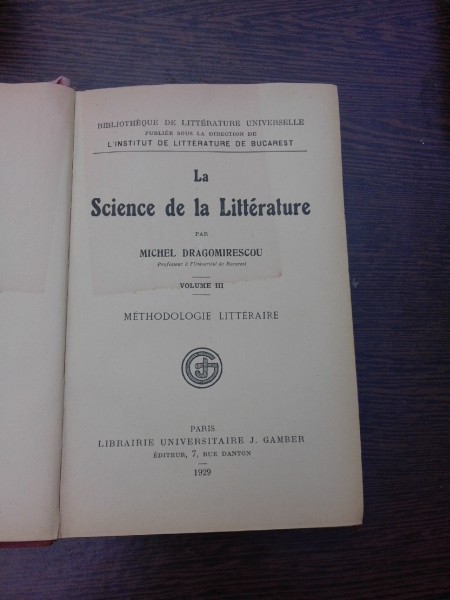 BIBLIOTHÈQUE DE LITTÉRATURE UNIVERSELLE
PUBLIÉE SOUS LA DIRECTION DE
L'INSTITUT DE LITTÉRATURE DE BUCAREST
La
Science de la Littérature
PAR
MICHEL DRAGOMIRESCOU
Professeur à l'Université de Bucarest
VOLUME III
MÉTHODOLOGIE LITTÉRAIRE
PARIS
LIBRAIRIE UNIVERSITAIRE J. GAMBER
ÉDITEUR, 7, RUE DANTON
1929